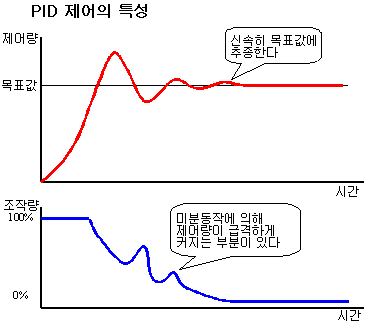 PID 제어의 특성
제어량
신속히 목표값에
추종한다
목표값
시간
조작량
100%
미분동작에 의해
제어량이 급격하게
커지는 부분이 있다
0%
시간